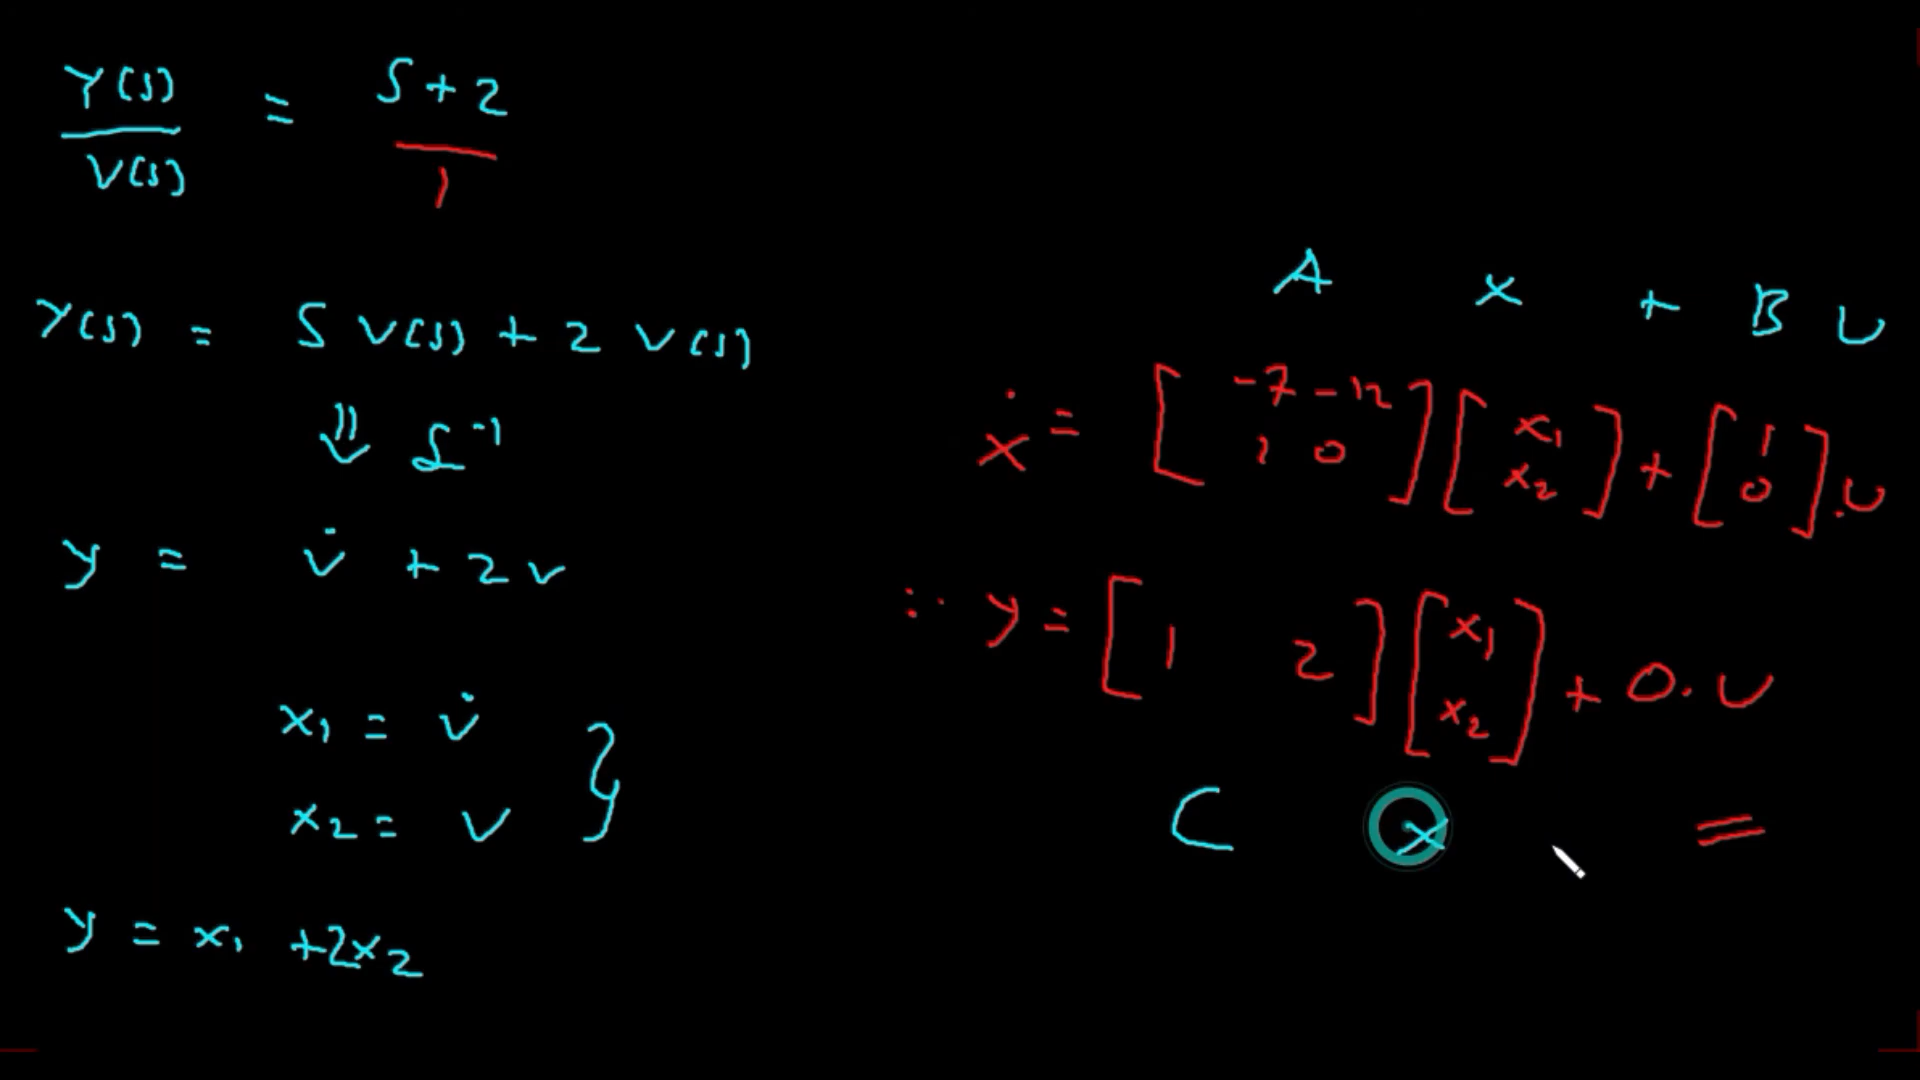 Y(s) / V(s) = S + 2 / 1
Y(s) = S V(s) + 2 V(s)
⇓ ℒ⁻¹
y = v̇ + 2v
x₁ = v̇ }
x₂ = v
y = x₁ + 2x₂
A x + B U
ẋ = [ -7 -12 ; 1 0 ] [ x₁ ; x₂ ] + [ 1 ; 0 ] . U
∴ y = [ 1 2 ] [ x₁ ; x₂ ] + 0 . U
C x =